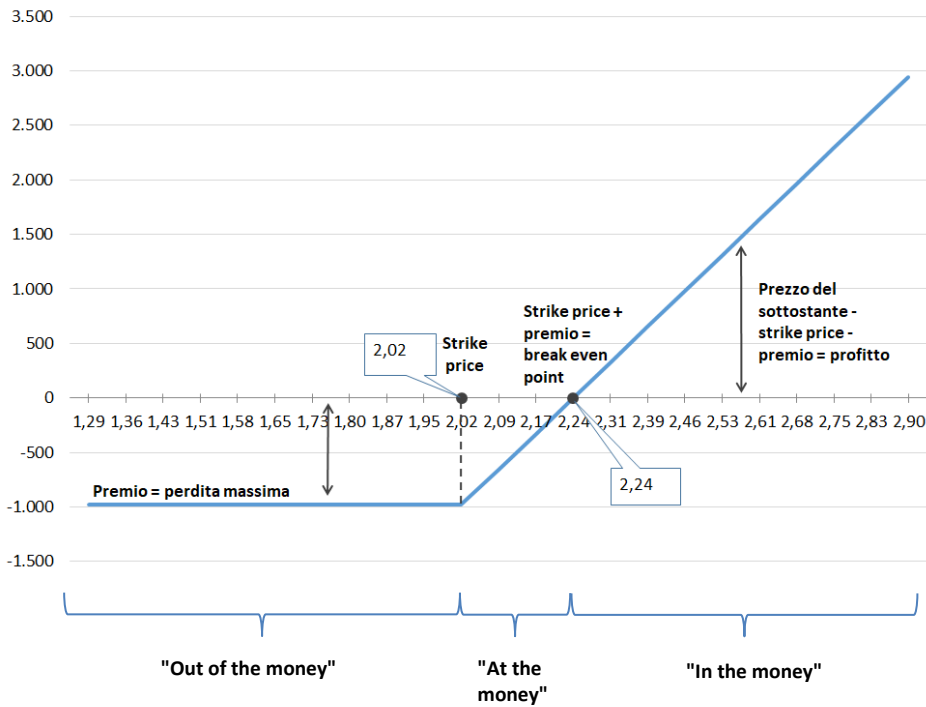 3.500
3.000
2.500
2.000
1.500
1.000
500
0
-500
-1.000
-1.500
1,29 1,36 1,43 1,51 1,58 1,65 1,73 1,80 1,87 1,95 2,02 2,09 2,17 2,24 2,31 2,39 2,46 2,53 2,61 2,68 2,75 2,83 2,90
2,02
Strike
price
Strike price +
premio =
break even
point
Prezzo del
sottostante -
strike price -
premio = profitto
Premio = perdita massima
2,24
"Out of the money"
"At the
money"
"In the money"